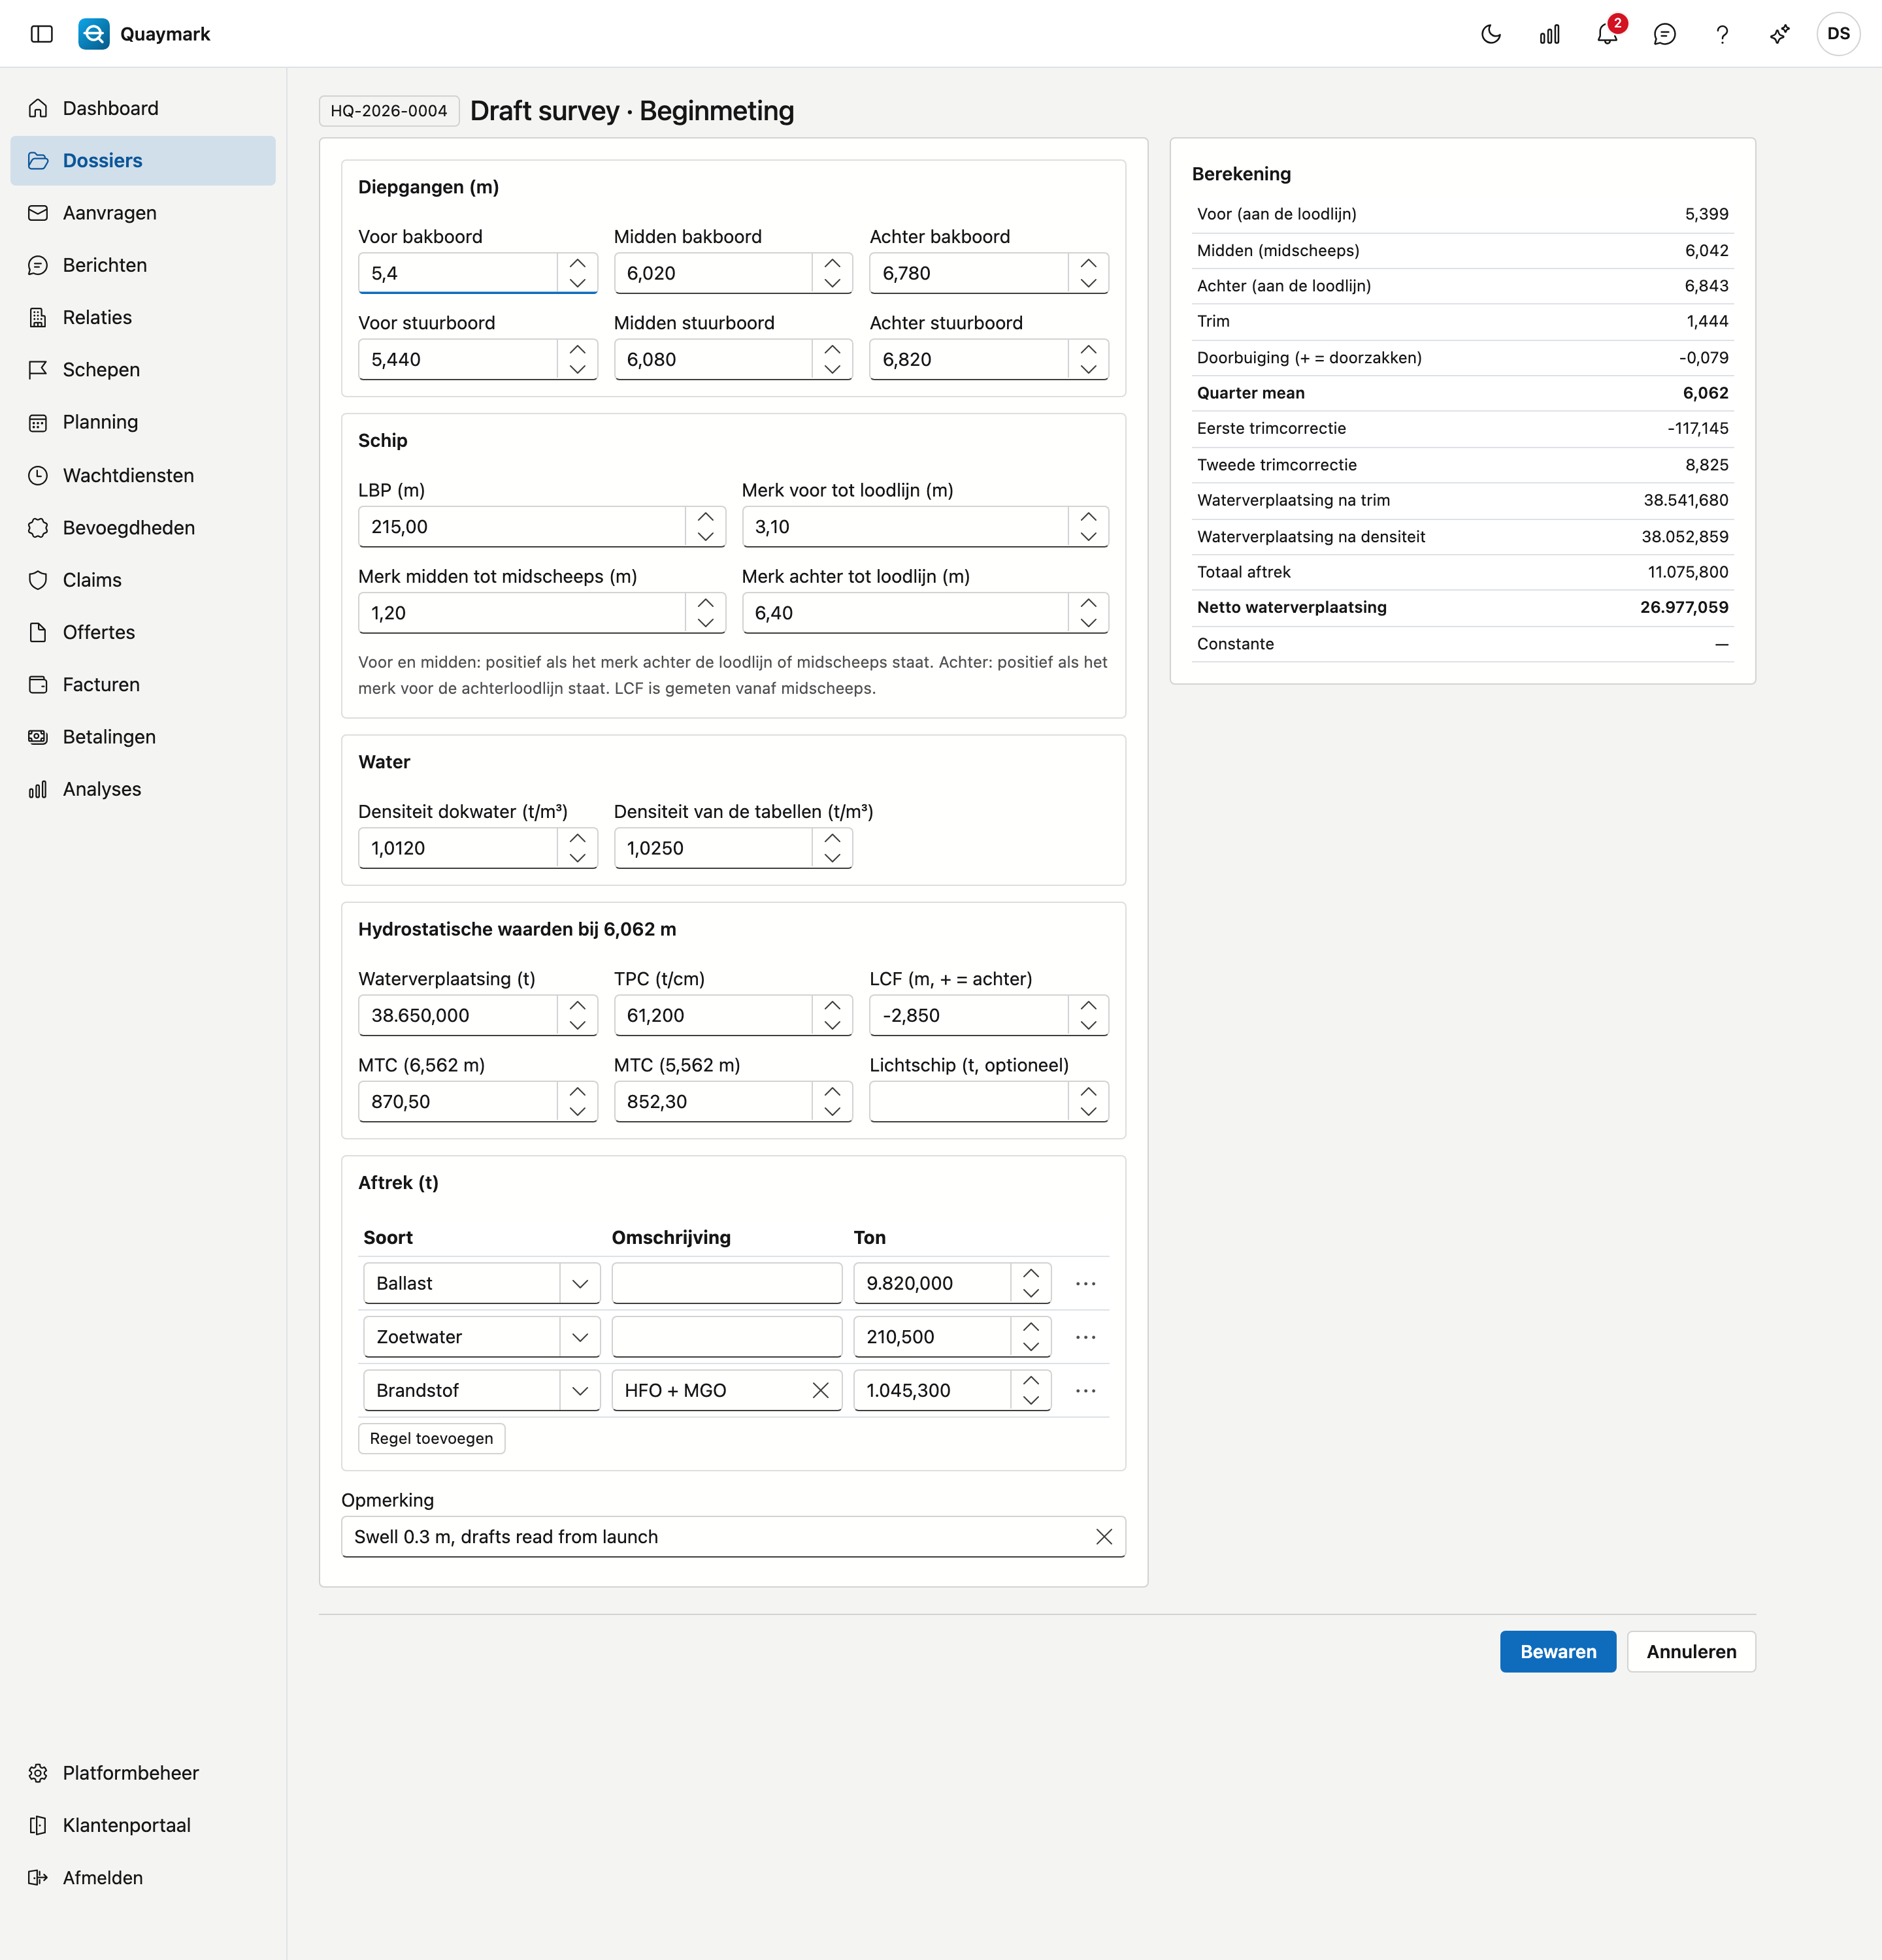 Quaymark
2
DS
Dashboard
Dossiers
Aanvragen
Berichten
Relaties
Schepen
Planning
Wachtdiensten
Bevoegdheden
Claims
Offertes
Facturen
Betalingen
Analyses
Platformbeheer
Klantenportaal
Afmelden
HQ-2026-0004 Draft survey · Beginmeting
Diepgangen (m)
Voor bakboord Midden bakboord Achter bakboord
5,4 6,020 6,780
Voor stuurboord Midden stuurboord Achter stuurboord
5,440 6,080 6,820
Schip
LBP (m) Merk voor tot loodlijn (m)
215,00 3,10
Merk midden tot midscheeps (m) Merk achter tot loodlijn (m)
1,20 6,40
Voor en midden: positief als het merk achter de loodlijn of midscheeps staat. Achter: positief als het
merk voor de achterloodlijn staat. LCF is gemeten vanaf midscheeps.
Water
Densiteit dokwater (t/m³) Densiteit van de tabellen (t/m³)
1,0120 1,0250
Hydrostatische waarden bij 6,062 m
Waterverplaatsing (t) TPC (t/cm) LCF (m, + = achter)
38.650,000 61,200 -2,850
MTC (6,562 m) MTC (5,562 m) Lichtschip (t, optioneel)
870,50 852,30
Aftrek (t)
Soort Omschrijving Ton
Ballast 9.820,000
Zoetwater 210,500
Brandstof HFO + MGO 1.045,300
Regel toevoegen
Opmerking
Swell 0.3 m, drafts read from launch
Berekening
Voor (aan de loodlijn) 5,399
Midden (midscheeps) 6,042
Achter (aan de loodlijn) 6,843
Trim 1,444
Doorbuiging (+ = doorzakken) -0,079
Quarter mean 6,062
Eerste trimcorrectie -117,145
Tweede trimcorrectie 8,825
Waterverplaatsing na trim 38.541,680
Waterverplaatsing na densiteit 38.052,859
Totaal aftrek 11.075,800
Netto waterverplaatsing 26.977,059
Constante —
Bewaren Annuleren